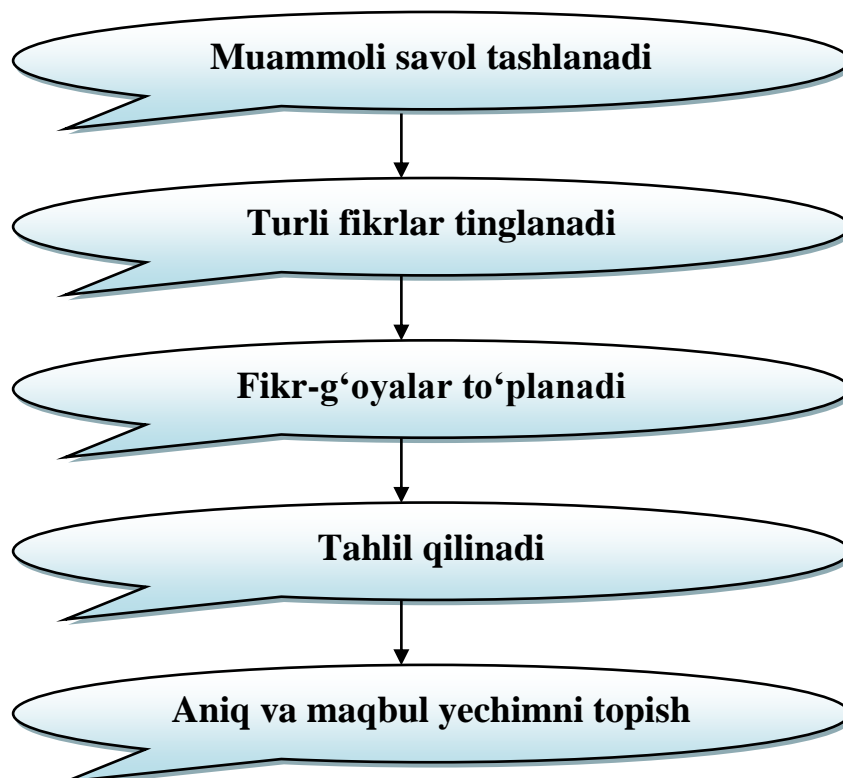 Muammoli savol tashlanadi
Turli fikrlar tinglanadi
Fikr-g‘oyalar to‘planadi
Tahlil qilinadi
Aniq va maqbul yechimni topish